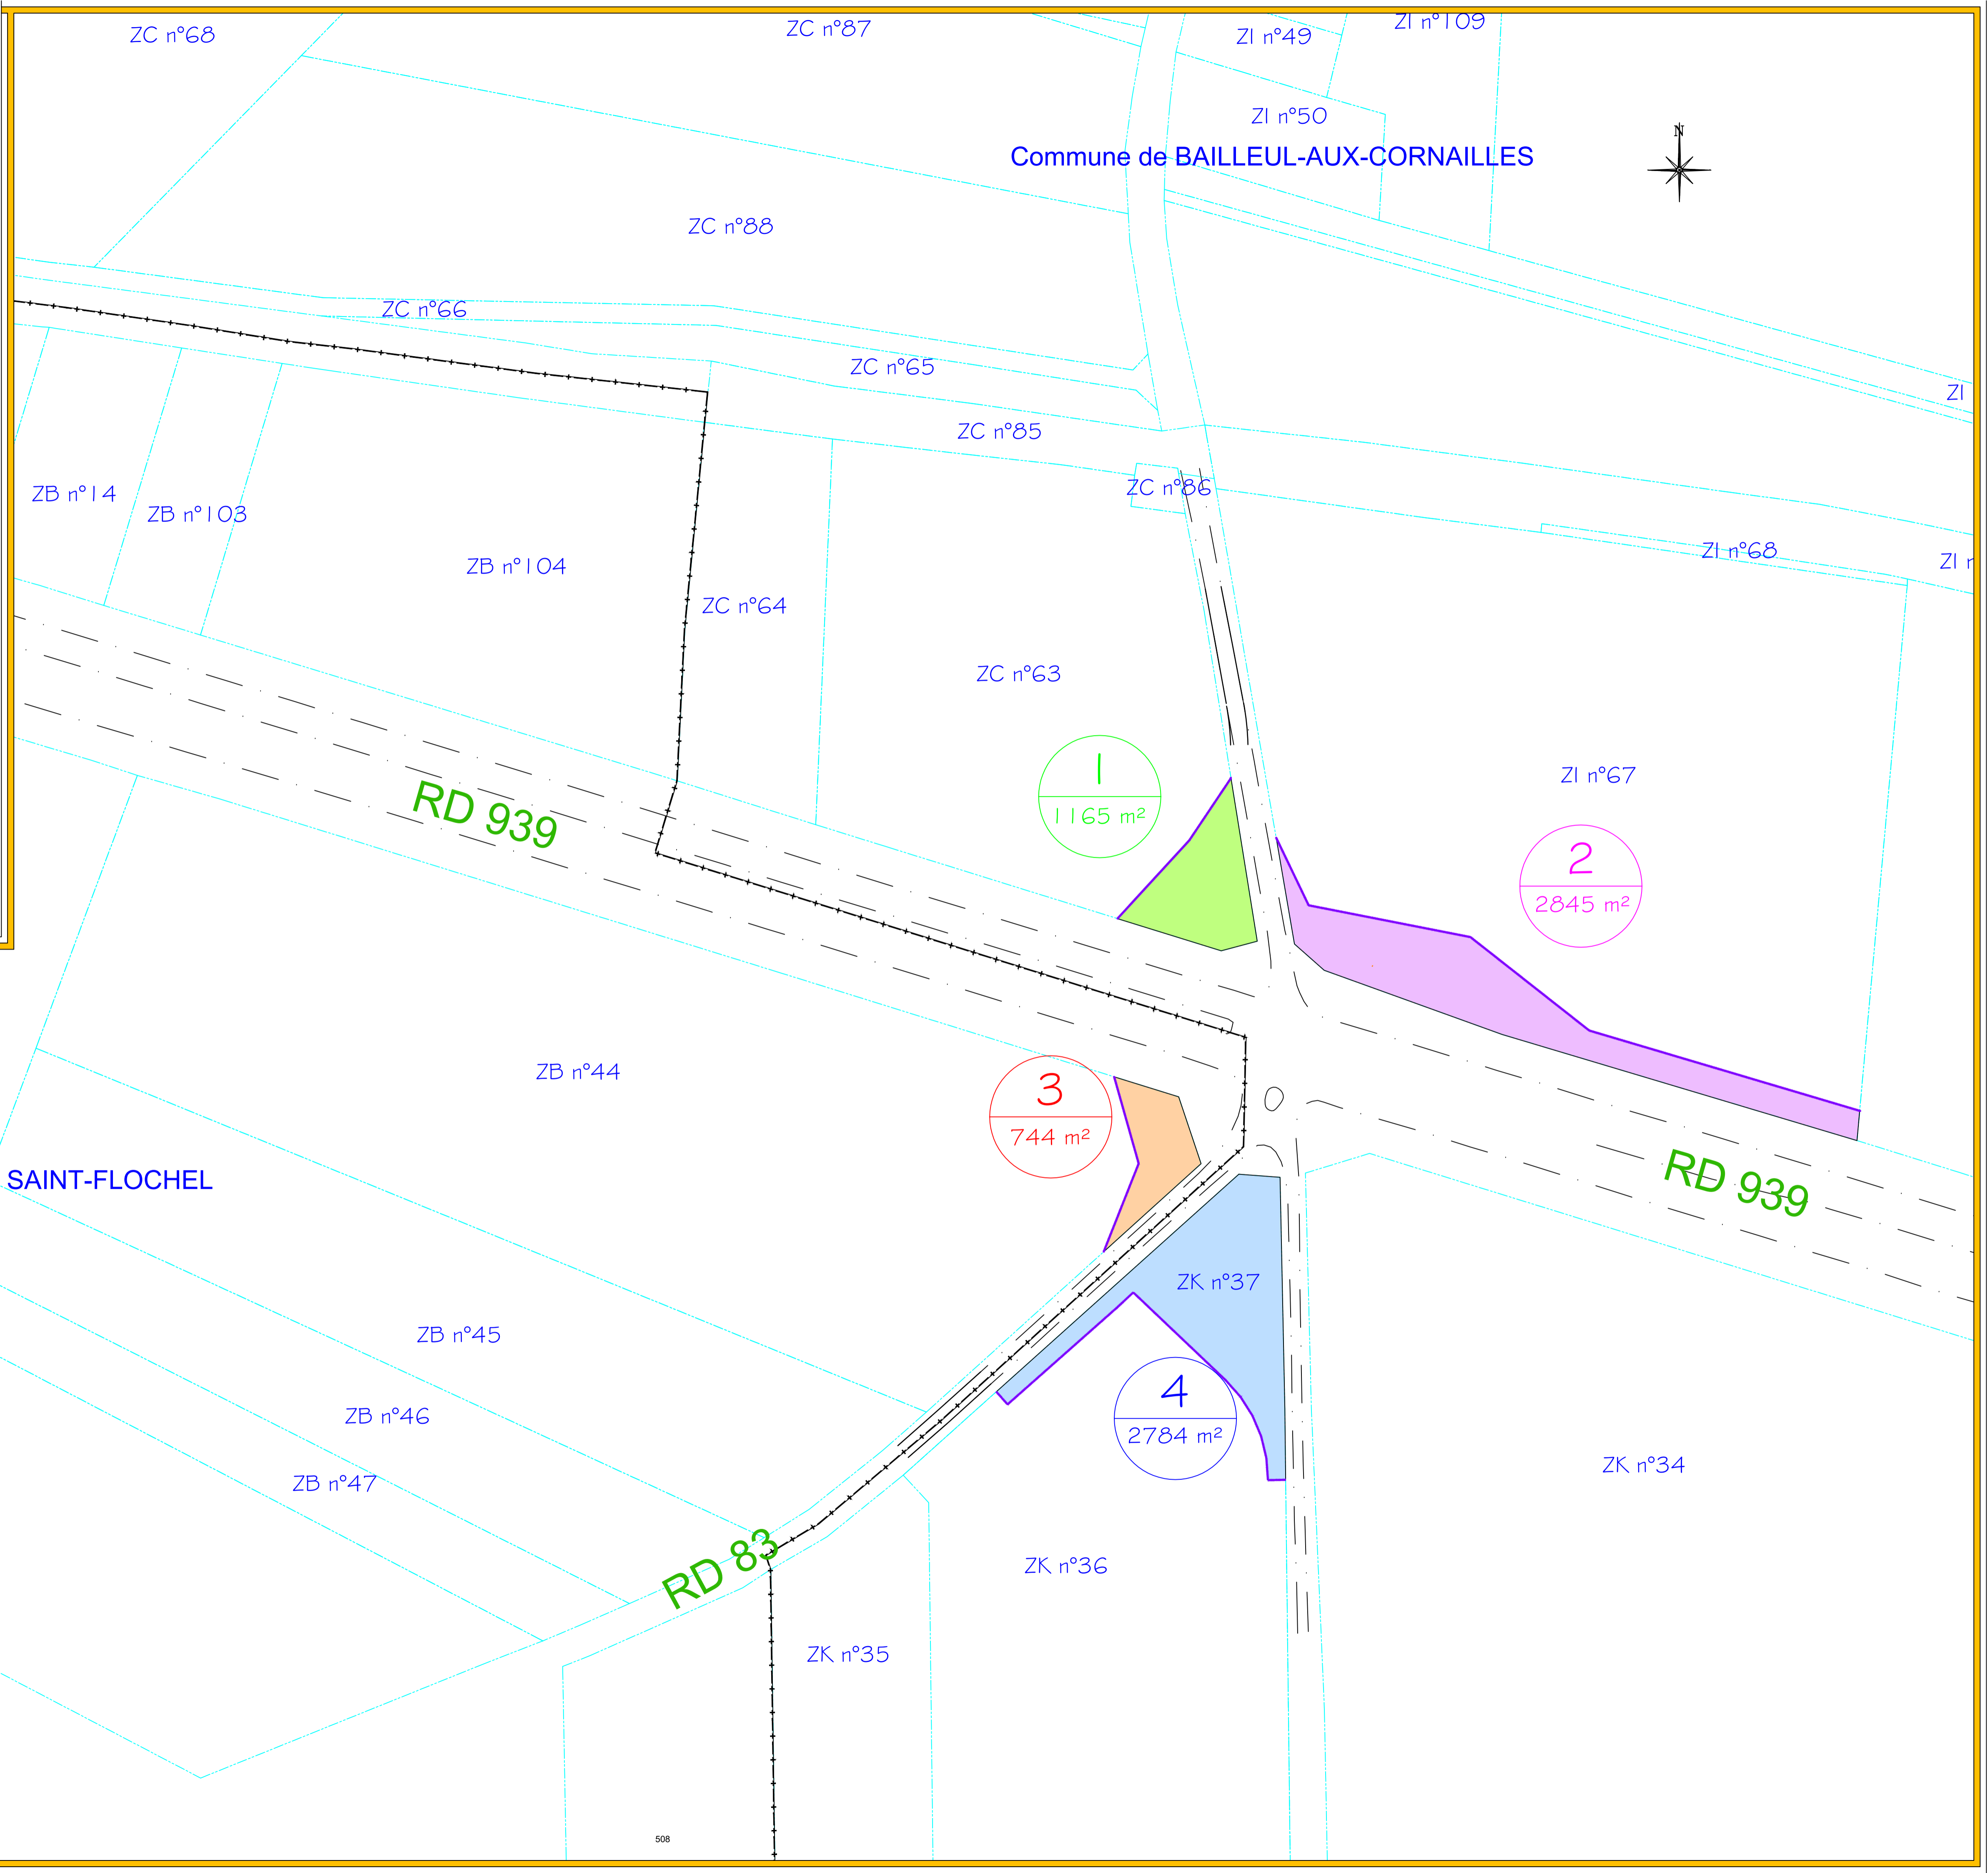 ZC n°68
ZC n°87
ZI n°49
ZI n°109
ZI n°50
N
Commune de BAILLEUL-AUX-CORNAILLES
ZC n°88
ZC n°66
ZC n°65
ZI
ZC n°85
ZC n°86
ZB n°14
ZB n°103
ZB n°104
ZI n°68
ZI n
ZC n°64
ZC n°63
ZI n°67
1
1165 m²
RD 939
2
2845 m²
ZB n°44
3
744 m²
SAINT-FLOCHEL
RD 939
ZK n°37
ZB n°45
4
2784 m²
ZB n°46
ZK n°34
ZB n°47
RD 83
ZK n°36
ZK n°35
508